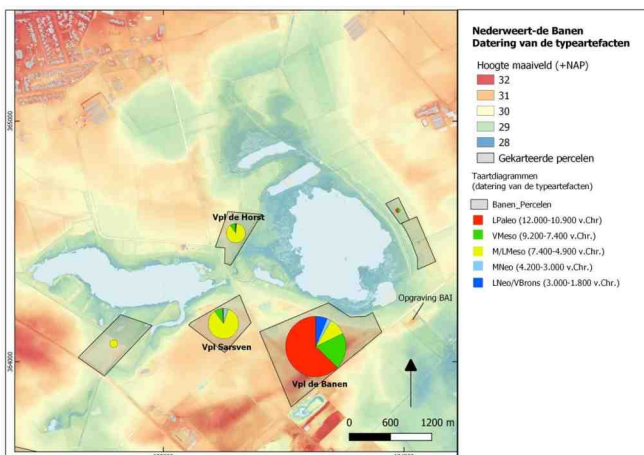 Nederweert-de Banen
Datering van de typeartefacten
Hoogte maaiveld (+NAP)
32
31
30
29
28
Gekarteerde percelen
Taartdiagrammen
(datering van de typeartefacten)
Banen_Percelen
LPaleo (12.000-10.900 v.Chr.)
VMeso (9.200-7.400 v.Chr.)
M/LMeso (7.400-4.900 v.Chr.)
MNeo (4.200-3.000 v.Chr.)
LNeo/VBrons (3.000-1.800 v.Chr.)
365000
Vpl de Horst
Opgraving BAI
Vpl Sarsven
364000
Vpl de Banen
0 600 1200 m